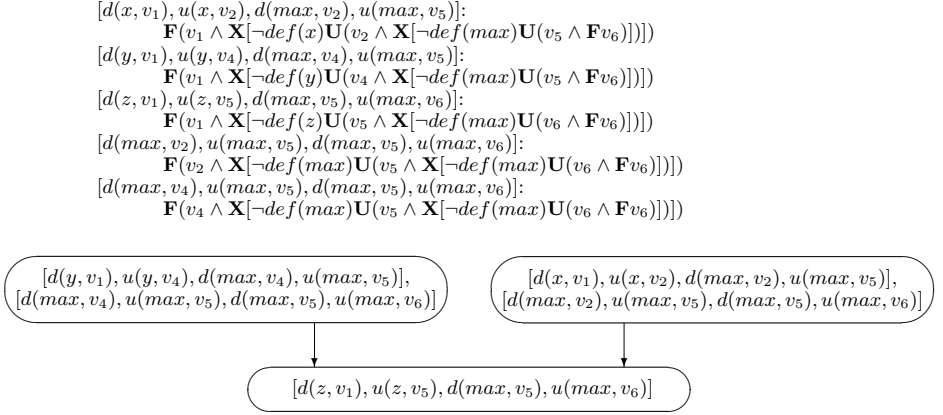 [d(x, v₁), u(x, v₂), d(max, v₂), u(max, v₅)]:
F(v₁ ∧ X[¬def(x)U(v₂ ∧ X[¬def(max)U(v₅ ∧ Fv₆)])])
[d(y, v₁), u(y, v₄), d(max, v₄), u(max, v₅)]:
F(v₁ ∧ X[¬def(y)U(v₄ ∧ X[¬def(max)U(v₅ ∧ Fv₆)])])
[d(z, v₁), u(z, v₅), d(max, v₅), u(max, v₆)]:
F(v₁ ∧ X[¬def(z)U(v₅ ∧ X[¬def(max)U(v₆ ∧ Fv₆)])])
[d(max, v₂), u(max, v₅), d(max, v₅), u(max, v₆)]:
F(v₂ ∧ X[¬def(max)U(v₅ ∧ X[¬def(max)U(v₆ ∧ Fv₆)])])
[d(max, v₄), u(max, v₅), d(max, v₅), u(max, v₆)]:
F(v₄ ∧ X[¬def(max)U(v₅ ∧ X[¬def(max)U(v₆ ∧ Fv₆)])])
[d(y, v₁), u(y, v₄), d(max, v₄), u(max, v₅)],
[d(max, v₄), u(max, v₅), d(max, v₅), u(max, v₆)]
[d(x, v₁), u(x, v₂), d(max, v₂), u(max, v₅)],
[d(max, v₂), u(max, v₅), d(max, v₅), u(max, v₆)]
[d(z, v₁), u(z, v₅), d(max, v₅), u(max, v₆)]